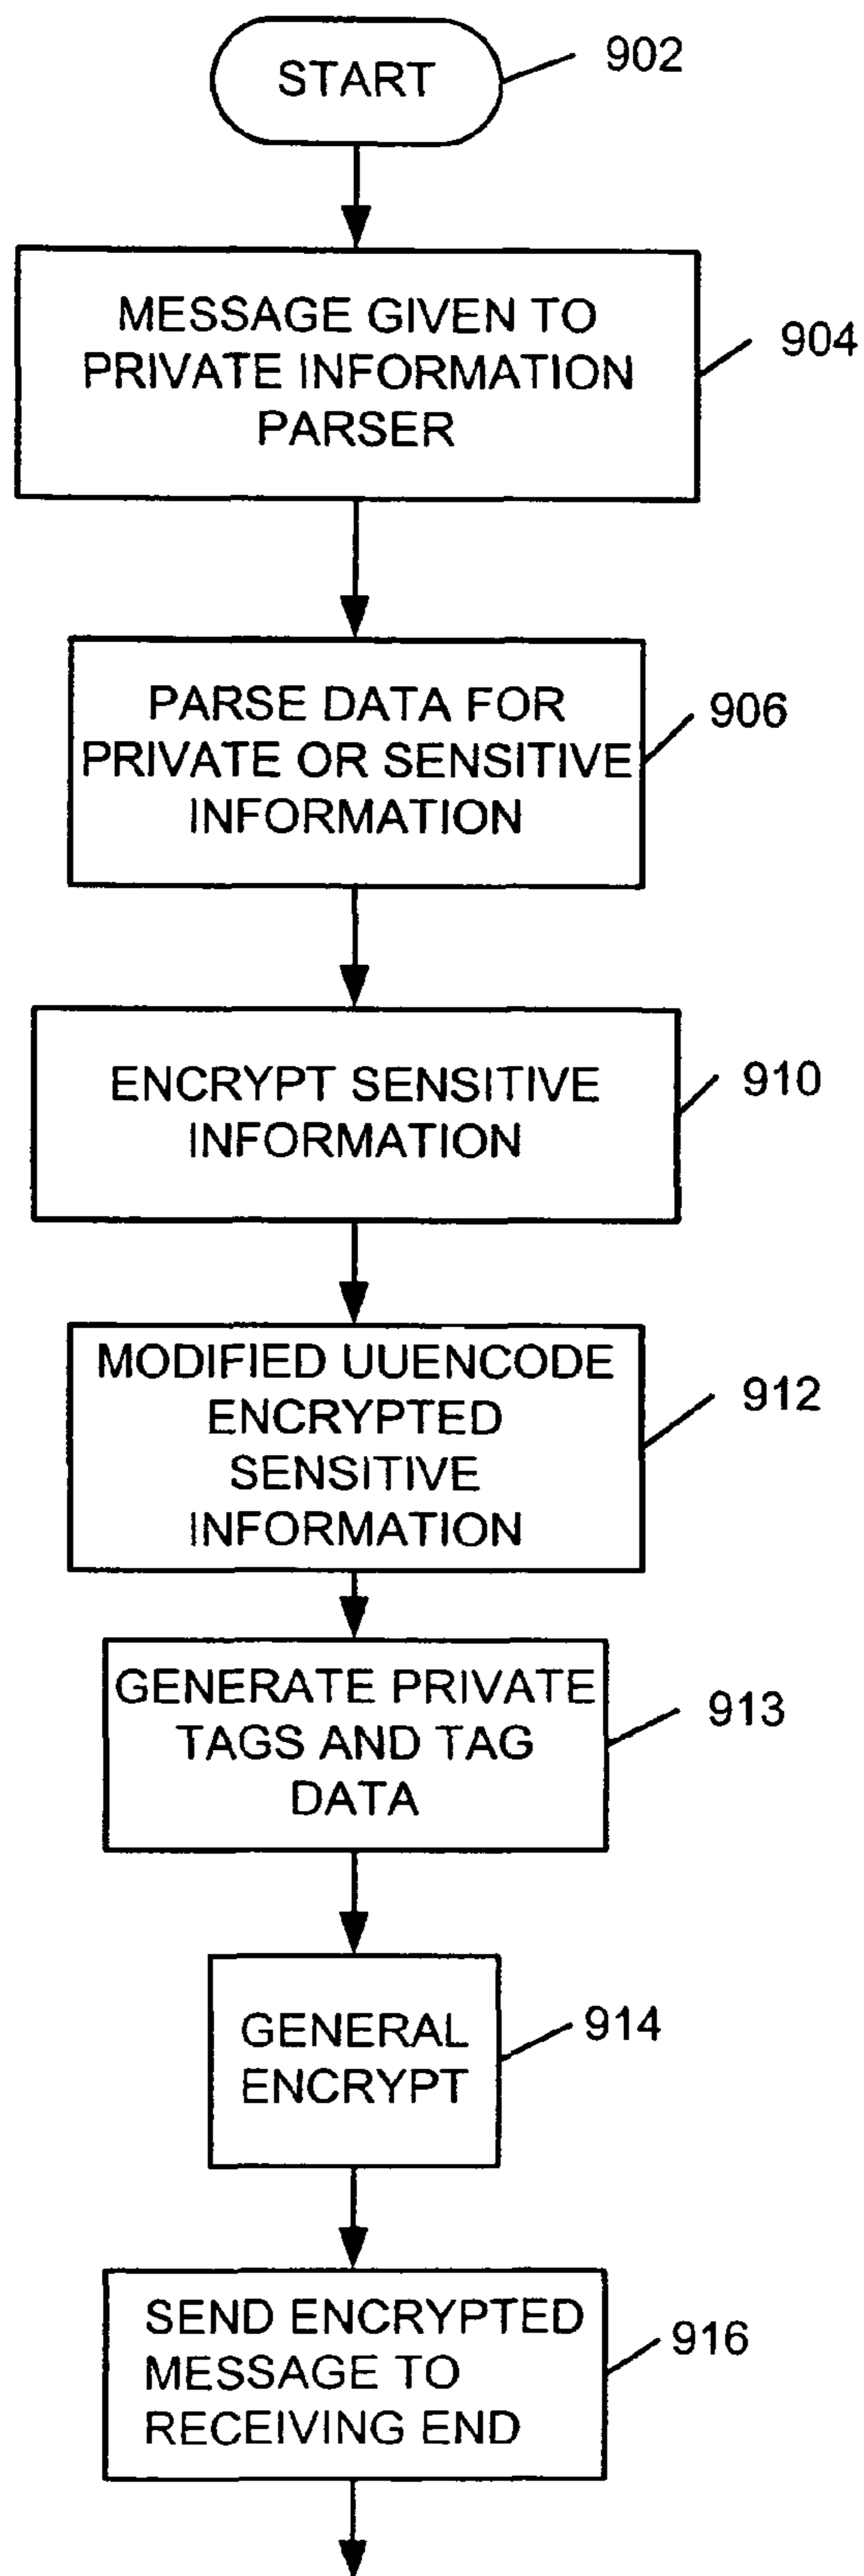 START
902
MESSAGE GIVEN TO
PRIVATE INFORMATION
PARSER
904
PARSE DATA FOR
PRIVATE OR SENSITIVE
INFORMATION
906
ENCRYPT SENSITIVE
INFORMATION
910
MODIFIED UUENCODE
ENCRYPTED
SENSITIVE
INFORMATION
912
GENERATE PRIVATE
TAGS AND TAG
DATA
913
GENERAL
ENCRYPT
914
SEND ENCRYPTED
MESSAGE TO
RECEIVING END
916